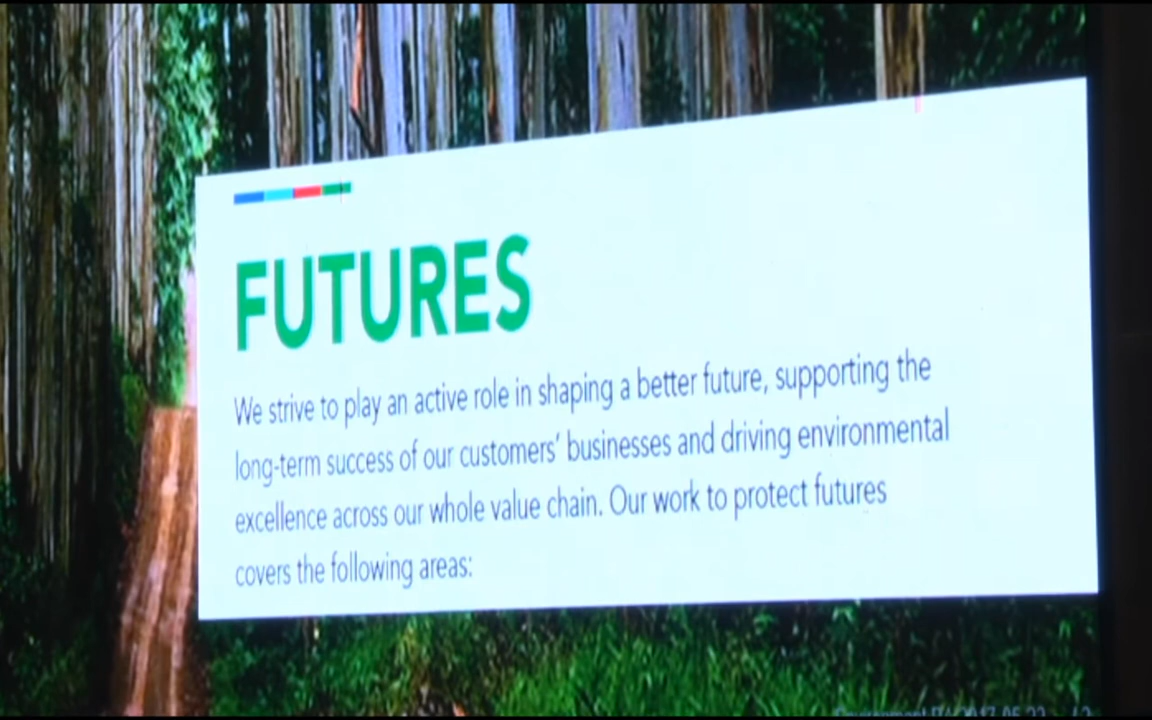 FUTURES
We strive to play an active role in shaping a better future, supporting the
long-term success of our customers' businesses and driving environmental
excellence across our whole value chain. Our work to protect futures
covers the following areas: